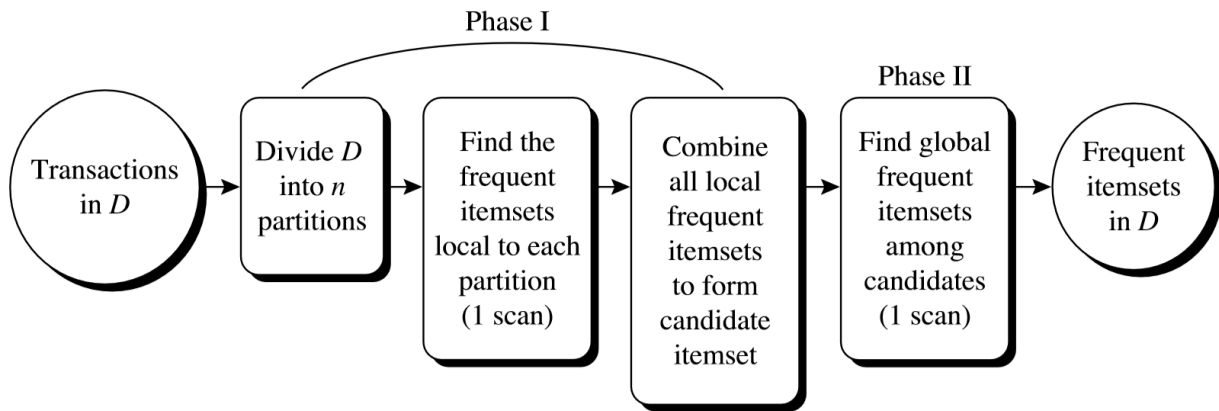 Phase I
Phase II
Transactions
in D
Divide D
into n
partitions
Find the
frequent
itemsets
local to each
partition
(1 scan)
Combine
all local
frequent
itemsets
to form
candidate
itemset
Find global
frequent
itemsets
among
candidates
(1 scan)
Frequent
itemsets
in D